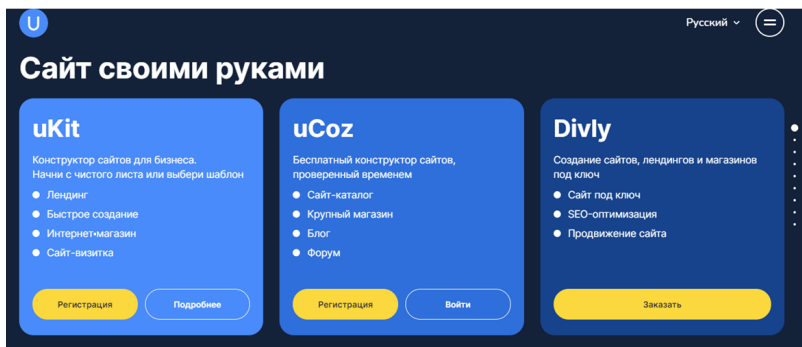 U
Русский
Сайт своими руками
uKit
Конструктор сайтов для бизнеса.
Начни с чистого листа или выбери шаблон
Лендинг
Быстрое создание
Интернет-магазин
Сайт-визитка
Регистрация
Подробнее
uCoz
Бесплатный конструктор сайтов,
проверенный временем
Сайт-каталог
Крупный магазин
Блог
Форум
Регистрация
Войти
Divly
Создание сайтов, лендингов и магазинов
под ключ
Сайт под ключ
SEO-оптимизация
Продвижение сайта
Заказать